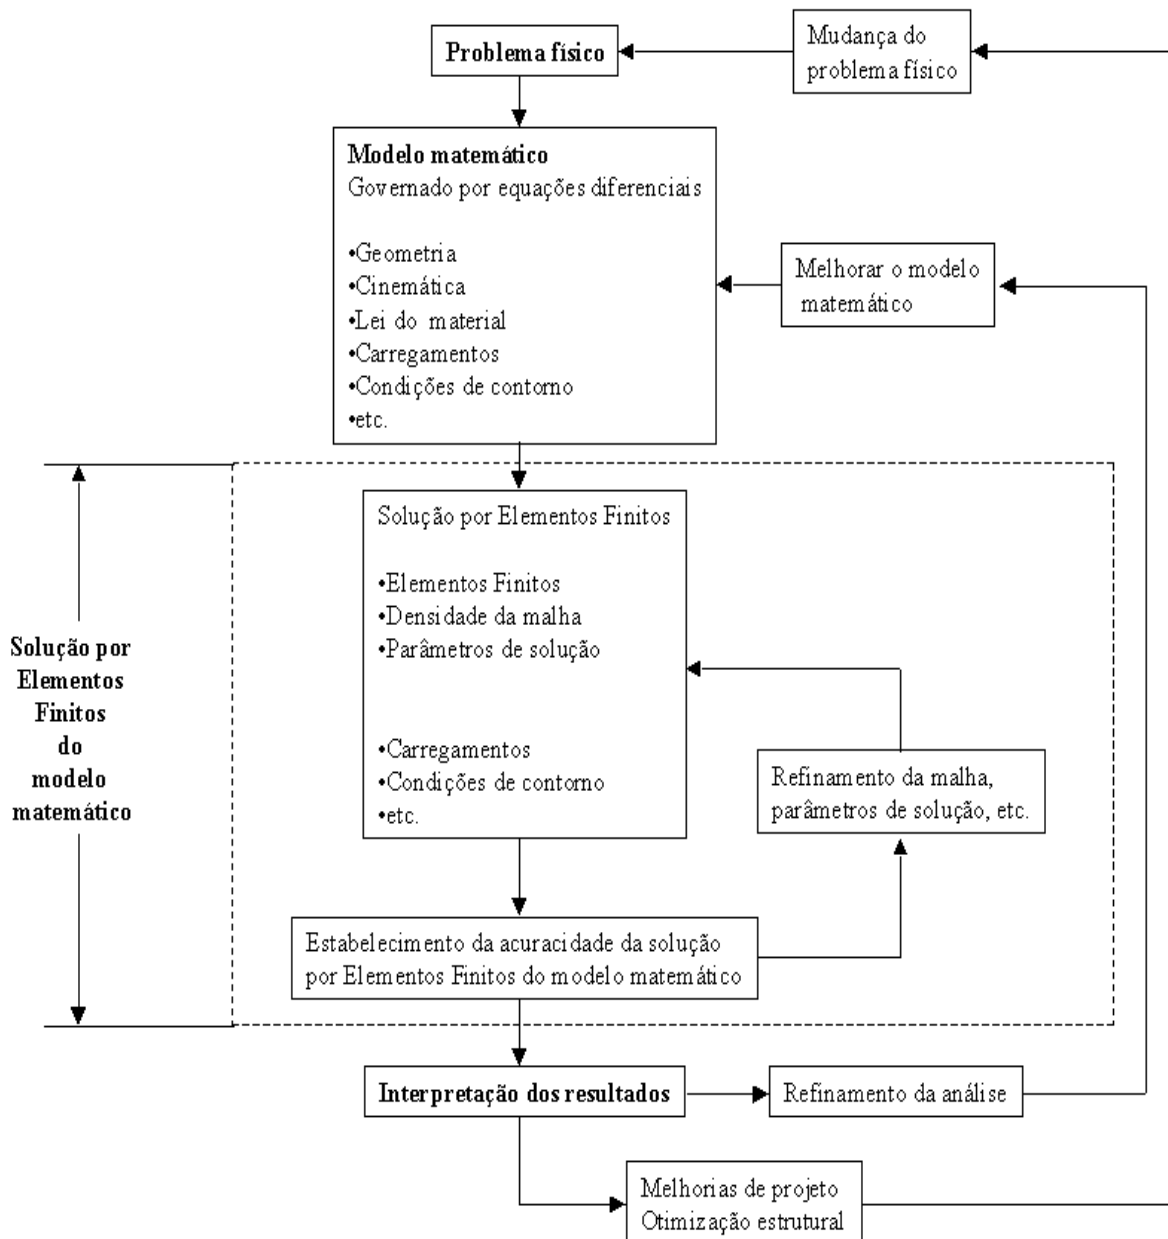 Problema físico
Mudança do
problema físico
Modelo matemático
Governado por equações diferenciais
•Geometria
•Cinemática
•Lei do material
•Carregamentos
•Condições de contorno
•etc.
Melhorar o modelo
matemático
Solução por
Elementos
Finitos
do
modelo
matemático
Solução por Elementos Finitos
•Elementos Finitos
•Densidade da malha
•Parâmetros de solução
•Carregamentos
•Condições de contorno
•etc.
Refinamento da malha,
parâmetros de solução, etc.
Estabelecimento da acuracidade da solução
por Elementos Finitos do modelo matemático
Interpretação dos resultados
Refinamento da análise
Melhorias de projeto
Otimização estrutural